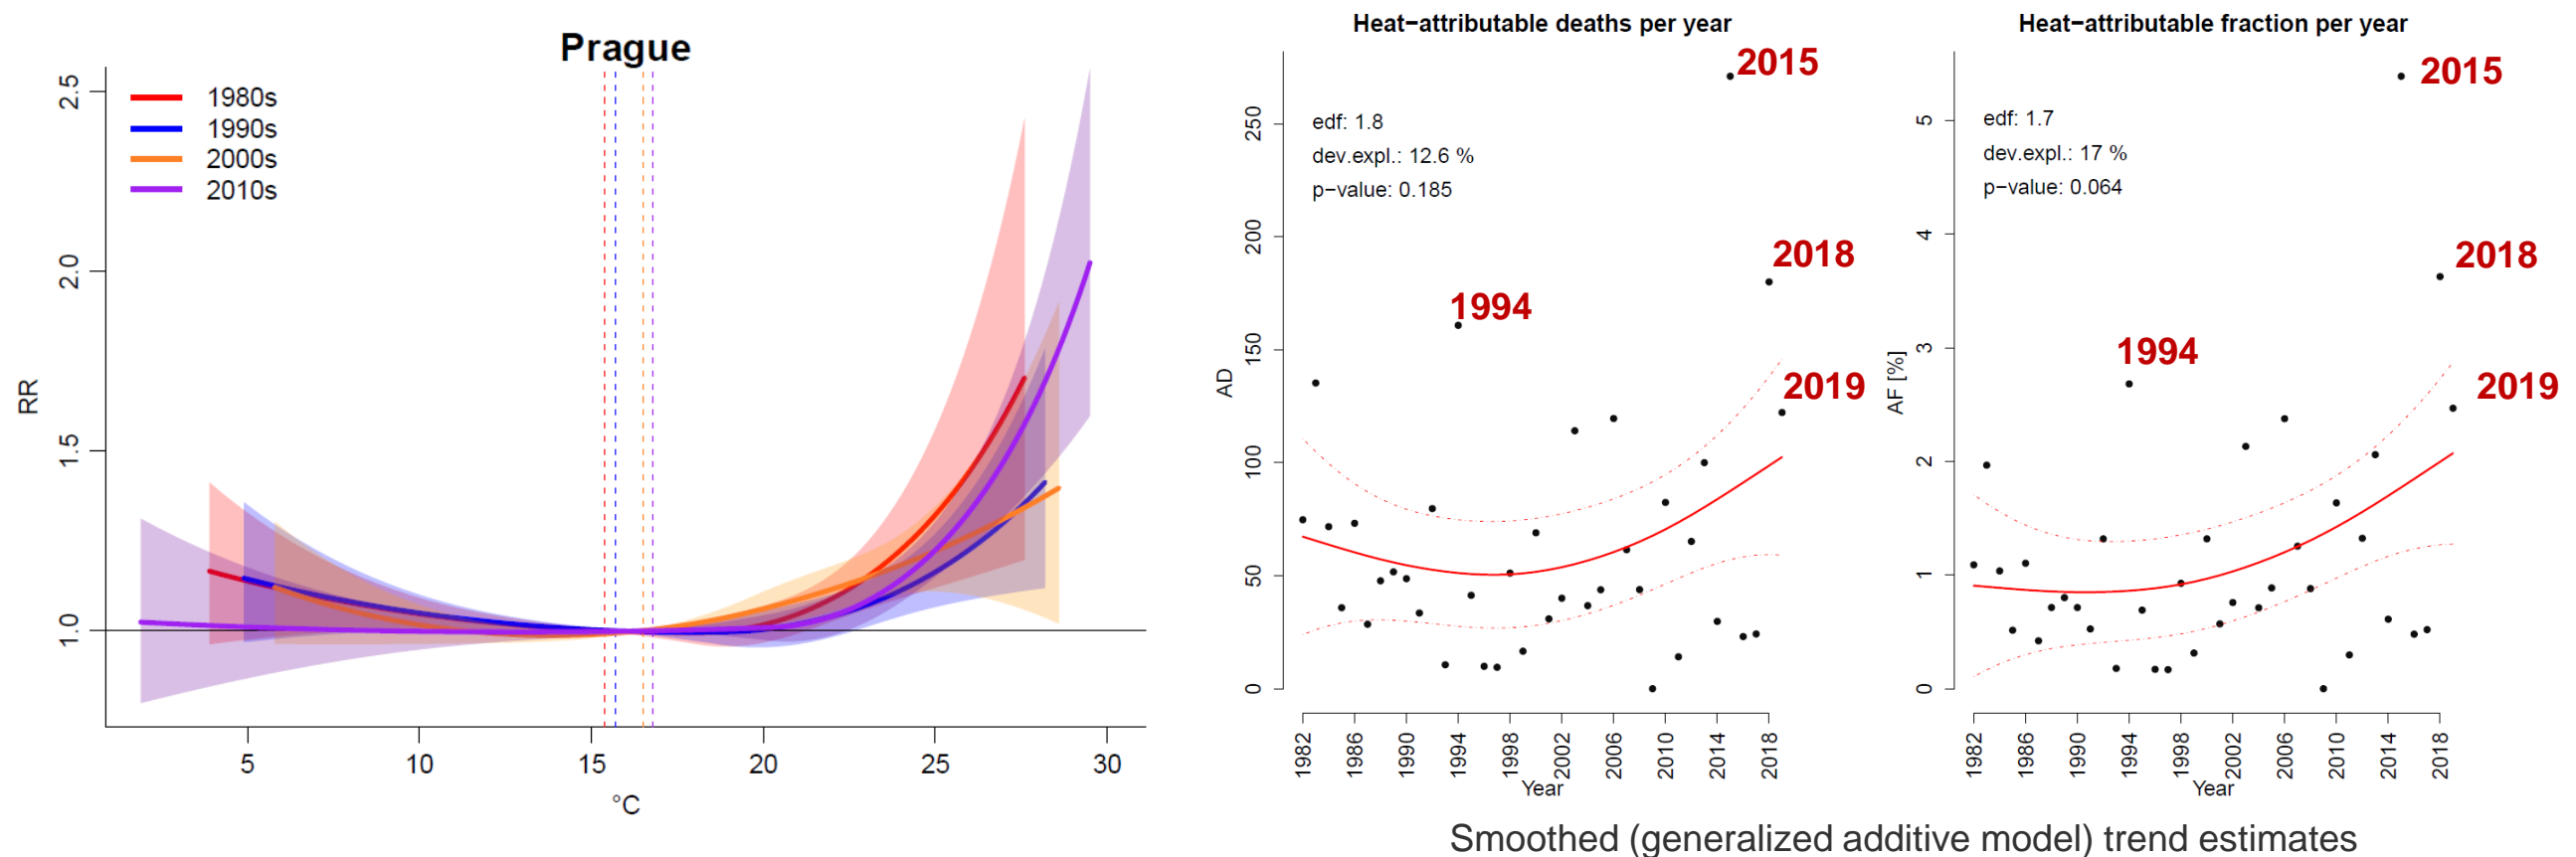 Prague
2.5
2.0
1.5
1.0
RR
1980s
1990s
2000s
2010s
5 10 15 20 25 30
°C
Heat−attributable deaths per year
250
200
150
100
50
0
AD
edf: 1.8
dev.expl.: 12.6 %
p−value: 0.185
2015
2018
1994
2019
1982 1986 1990 1994 1998 2002 2006 2010 2014 2018
Year
Heat−attributable fraction per year
5
4
3
2
1
0
AF [%]
edf: 1.7
dev.expl.: 17 %
p−value: 0.064
2015
2018
1994
2019
1982 1986 1990 1994 1998 2002 2006 2010 2014 2018
Year
Smoothed (generalized additive model) trend estimates